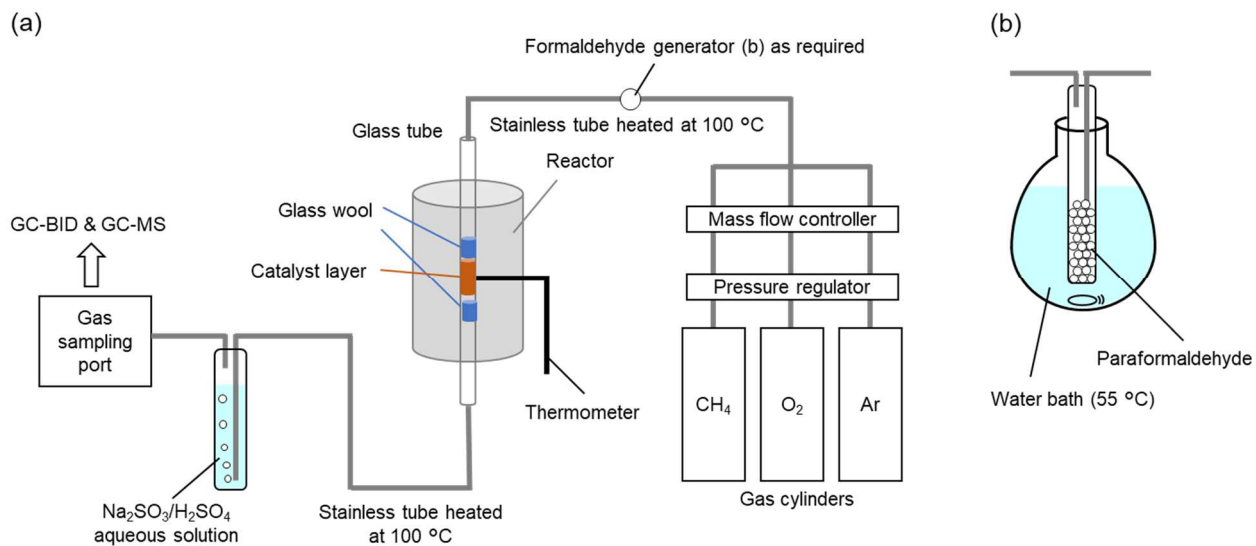 (a)
Formaldehyde generator (b) as required
Stainless tube heated at 100 °C
Glass tube
Reactor
Glass wool
Catalyst layer
GC-BID & GC-MS
Gas
sampling
port
Thermometer
Na₂SO₃/H₂SO₄
aqueous solution
Stainless tube heated
at 100 °C
Mass flow controller
Pressure regulator
CH₄
O₂
Ar
Gas cylinders
(b)
Paraformaldehyde
Water bath (55 °C)